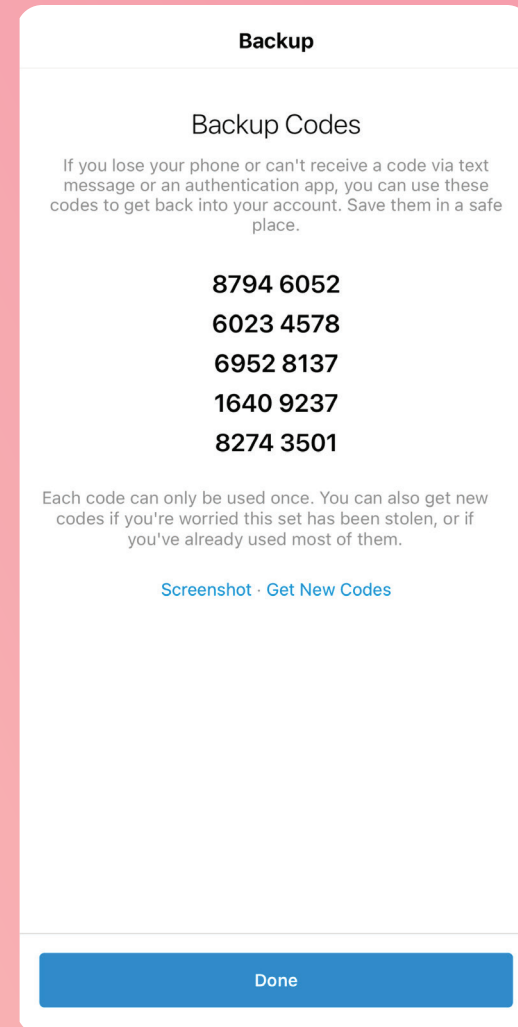 Backup
Backup Codes
If you lose your phone or can't receive a code via text
message or an authentication app, you can use these
codes to get back into your account. Save them in a safe
place.
8794 6052
6023 4578
6952 8137
1640 9237
8274 3501
Each code can only be used once. You can also get new
codes if you're worried this set has been stolen, or if
you've already used most of them.
Screenshot · Get New Codes
Done